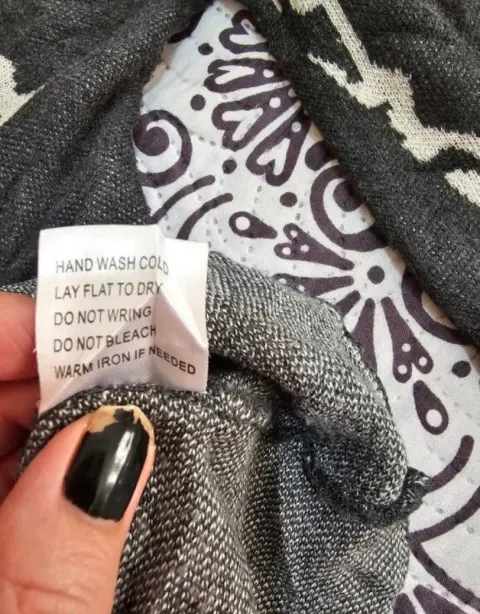 HAND WASH COLD
LAY FLAT TO DRY
DO NOT WRING
DO NOT BLEACH
WARM IRON IF NEEDED